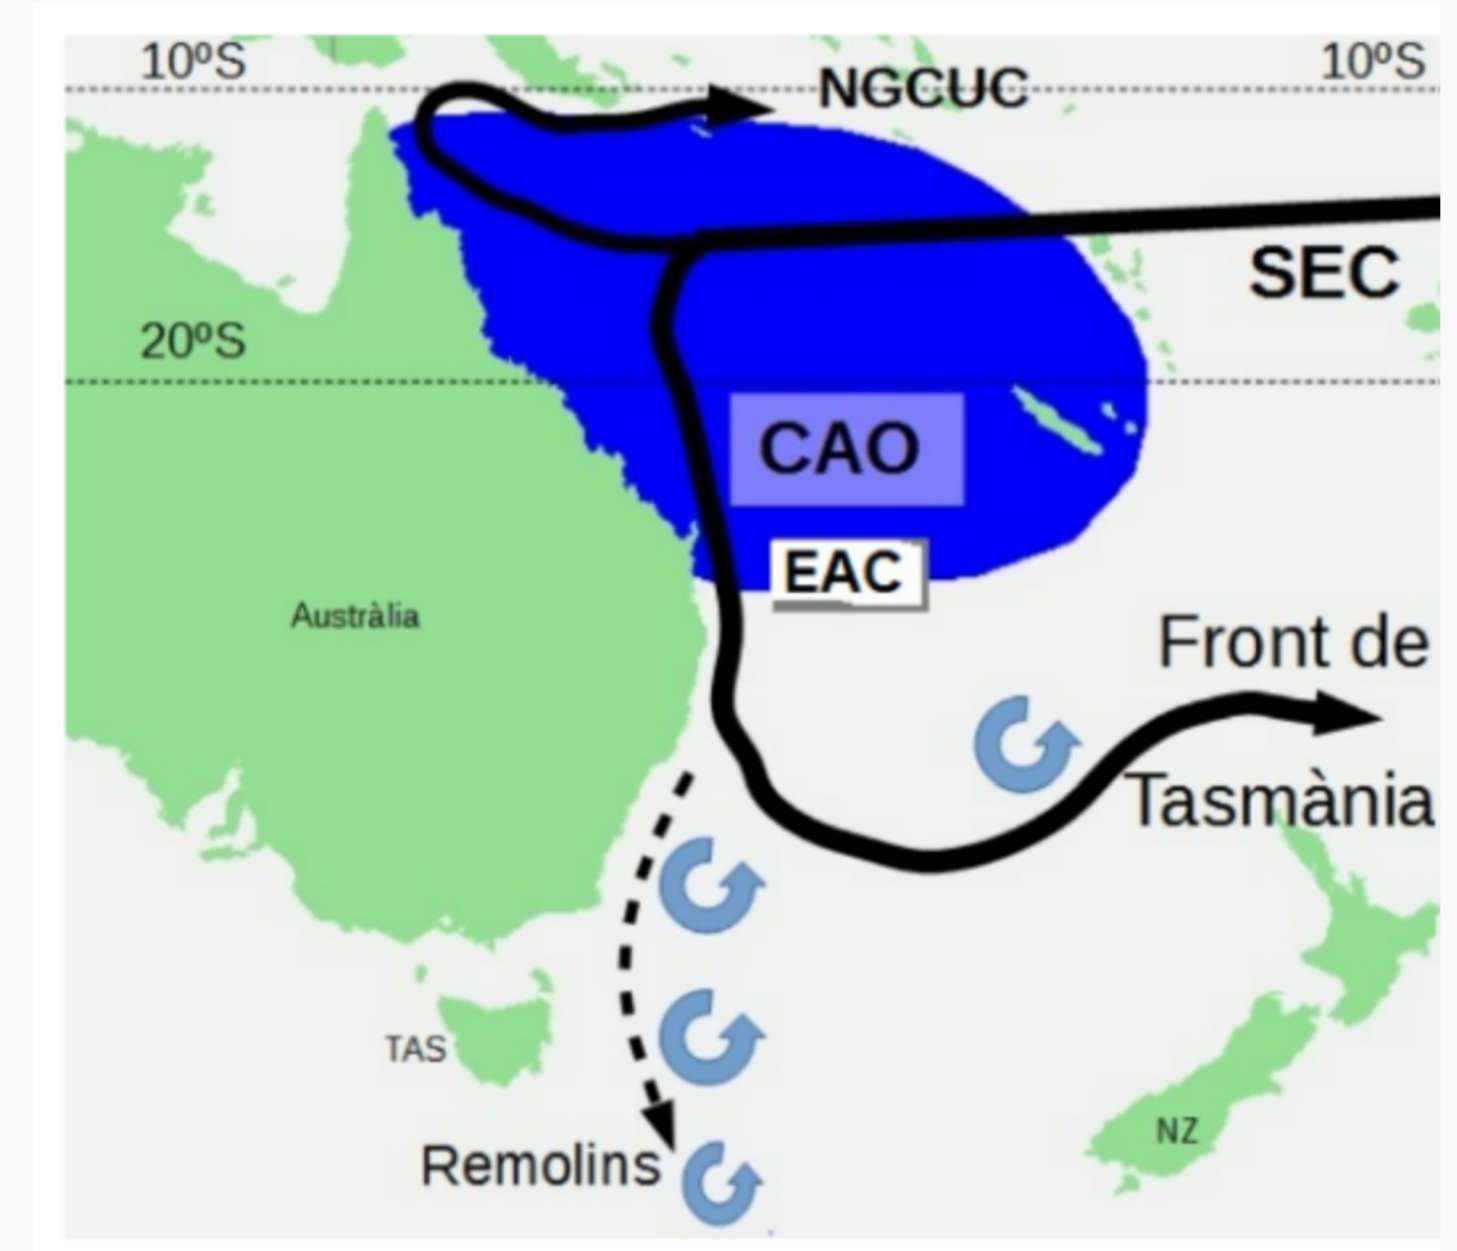 10ºS
10ºS
NGCUC
SEC
20ºS
CAO
EAC
Austràlia
Front de
Tasmània
TAS
NZ
Remolins